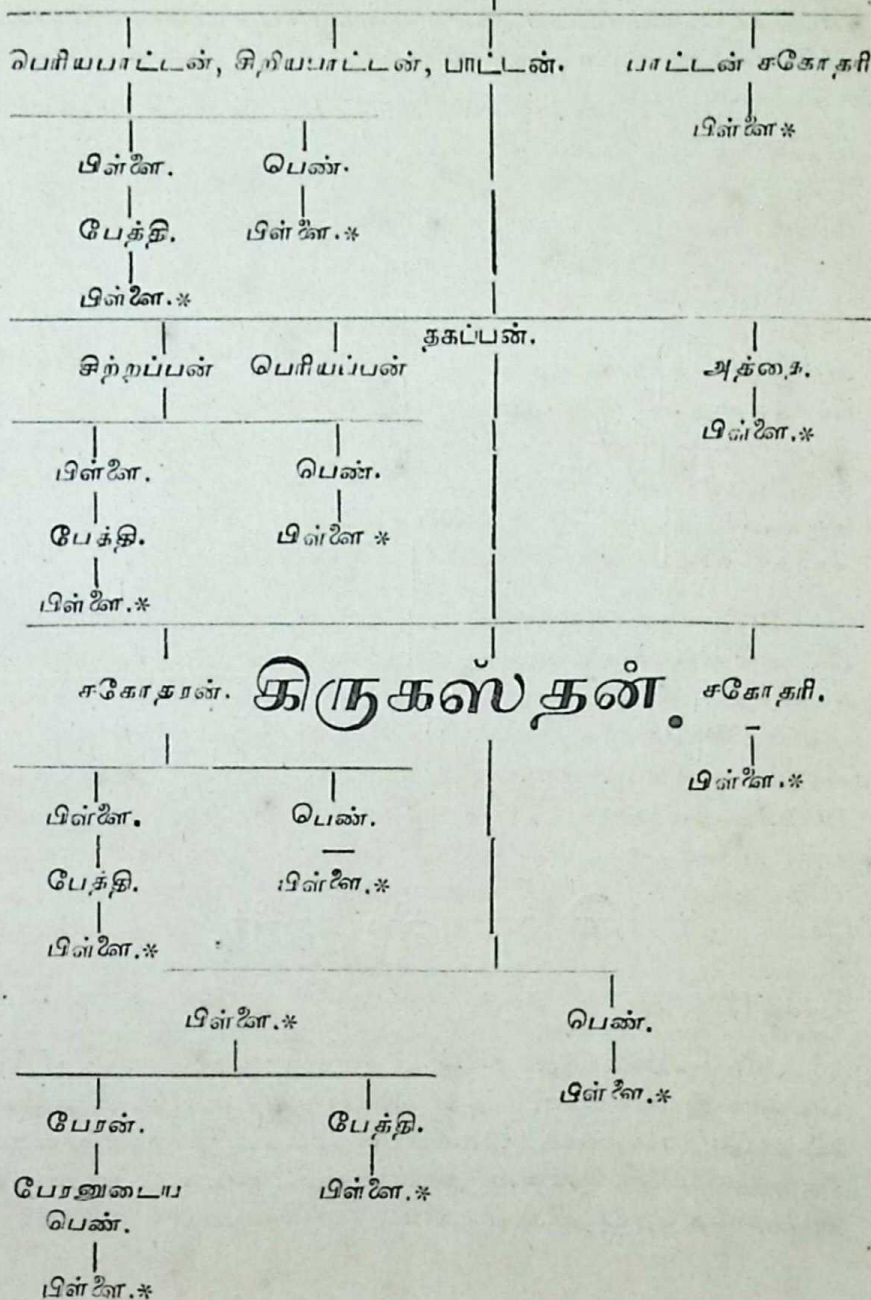 பெரியபாட்டன், சிறியபாட்டன், பாட்டன். பாட்டன் சகோதரி
பிள்ளை*
பிள்ளை. பெண்.
பேத்தி. பிள்ளை.*
பிள்ளை.*
தகப்பன்.
சிற்றப்பன் பெரியப்பன் அத்தை.
பிள்ளை.*
பிள்ளை. பெண்.
பேத்தி. பிள்ளை *
பிள்ளை.*
சகோதரன். கிருகஸ்தன். சகோதரி.
பிள்ளை.*
பிள்ளை. பெண்.
பேத்தி. பிள்ளை.*
பிள்ளை.*
பிள்ளை.* பெண்.
பிள்ளை.*
பேரன். பேத்தி.
பேரனுடைய பிள்ளை.*
பெண்.
பிள்ளை.*